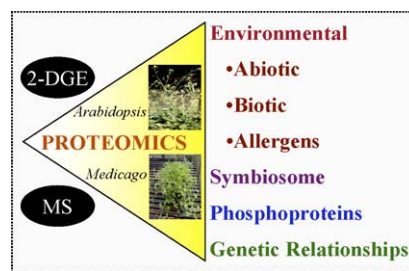 2-DGE
Arabidopsis
PROTEOMICS
Medicago
MS
Environmental
•Abiotic
•Biotic
•Allergens
Symbiosome
Phosphoproteins
Genetic Relationships